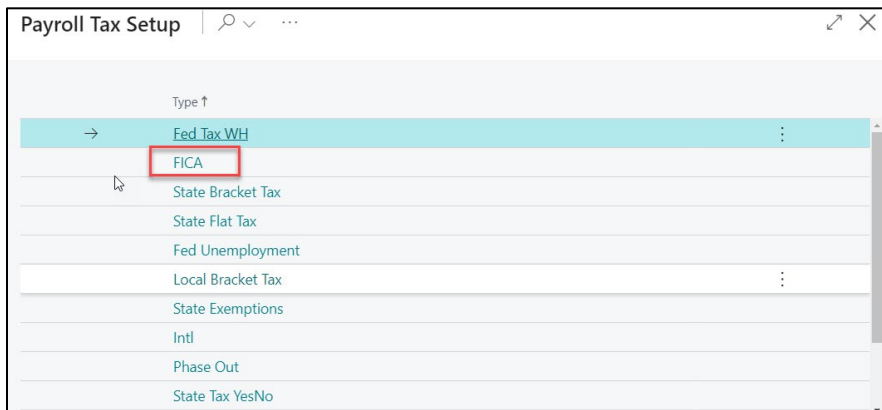 Payroll Tax Setup
Type ↑
Fed Tax WH
FICA
State Bracket Tax
State Flat Tax
Fed Unemployment
Local Bracket Tax
State Exemptions
Intl
Phase Out
State Tax YesNo